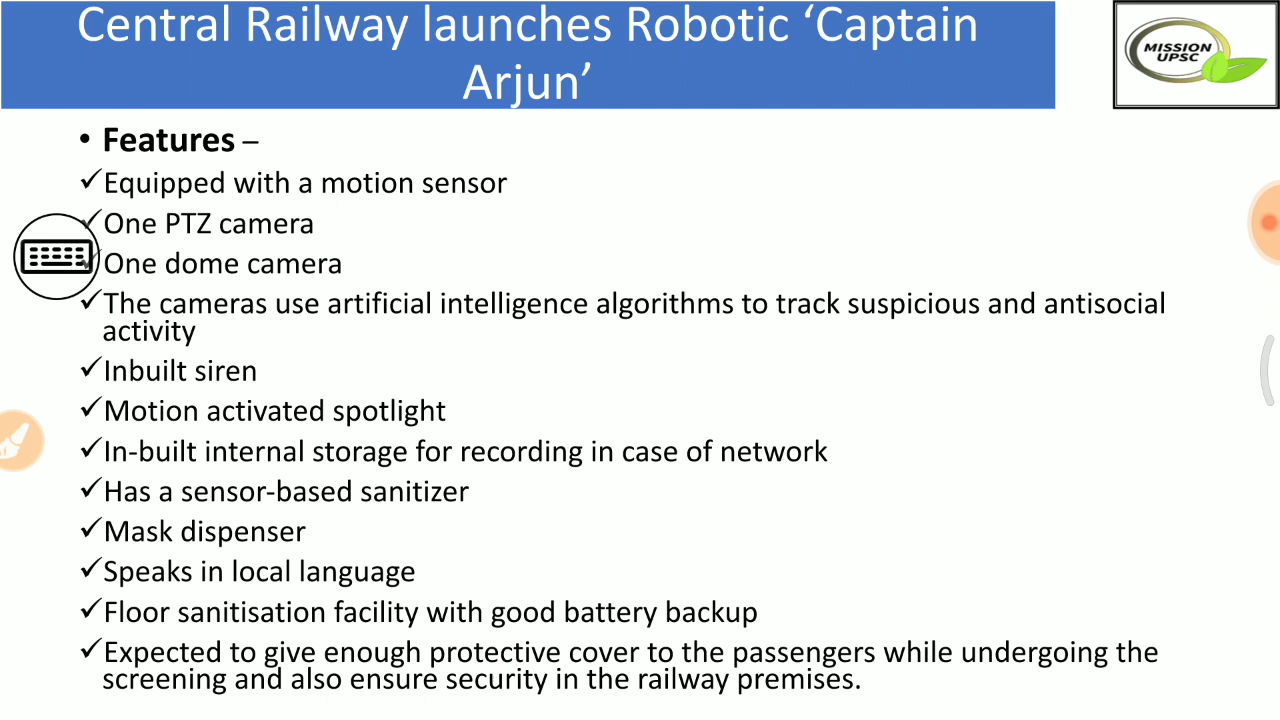 Central Railway launches Robotic ‘Captain
Arjun’
MISSION
UPSC
• Features –
✓Equipped with a motion sensor
✓One PTZ camera
✓One dome camera
✓The cameras use artificial intelligence algorithms to track suspicious and antisocial
activity
✓Inbuilt siren
✓Motion activated spotlight
✓In-built internal storage for recording in case of network
✓Has a sensor-based sanitizer
✓Mask dispenser
✓Speaks in local language
✓Floor sanitisation facility with good battery backup
✓Expected to give enough protective cover to the passengers while undergoing the
screening and also ensure security in the railway premises.